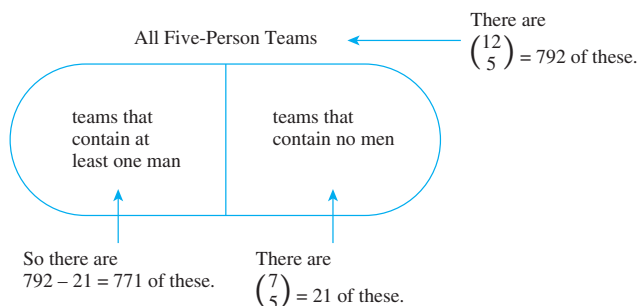 There are
(12
5) = 792 of these.
All Five-Person Teams
teams that
contain at
least one man
teams that
contain no men
So there are
792 – 21 = 771 of these.
There are
(7
5) = 21 of these.